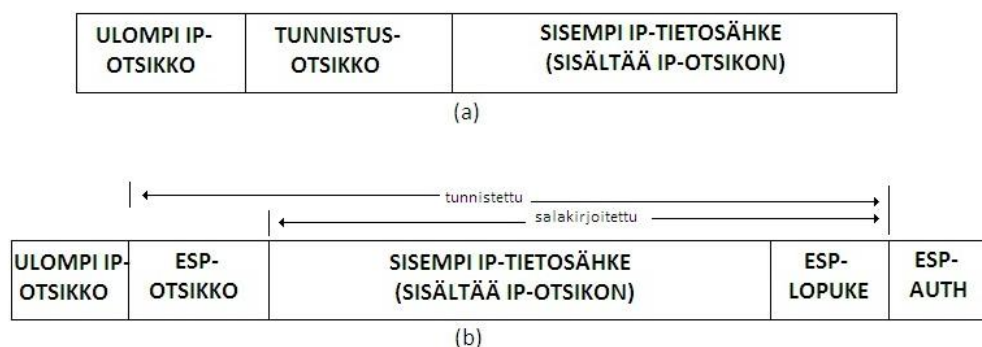 ULOMPI IP-
OTSIKKO
TUNNISTUS-
OTSIKKO
SISEMPI IP-TIETOSÄHKE
(SISÄLTÄÄ IP-OTSIKON)
(a)
tunnistettu
salakirjoitettu
ULOMPI IP-
OTSIKKO
ESP-
OTSIKKO
SISEMPI IP-TIETOSÄHKE
(SISÄLTÄÄ IP-OTSIKON)
ESP-
LOPUKE
ESP-
AUTH
(b)